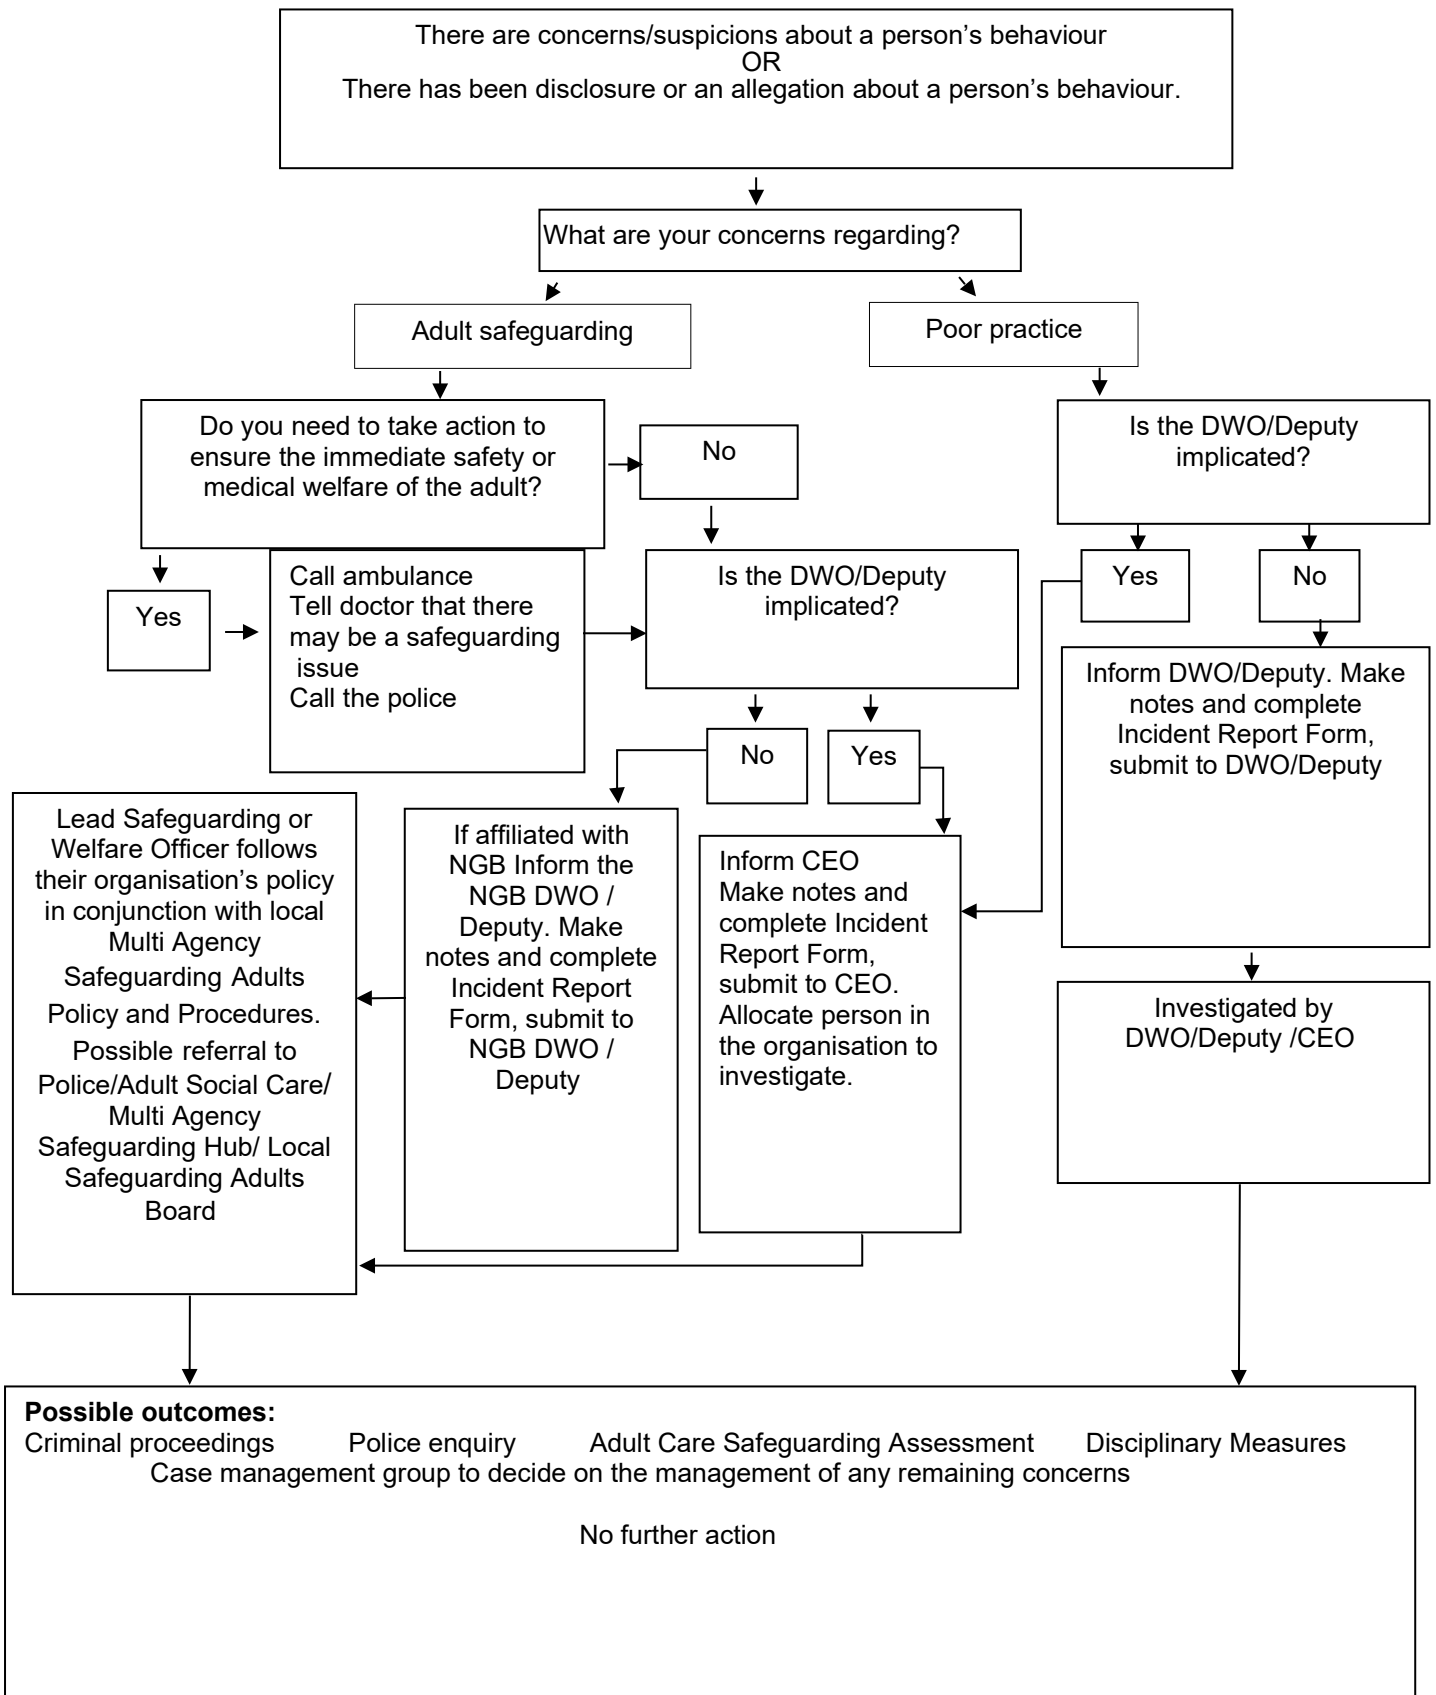 There are concerns/suspicions about a person’s behaviour
OR
There has been disclosure or an allegation about a person’s behaviour.
What are your concerns regarding?
Adult safeguarding
Poor practice
Do you need to take action to
ensure the immediate safety or
medical welfare of the adult?
No
Is the DWO/Deputy
implicated?
Yes
Call ambulance
Tell doctor that there
may be a safeguarding
issue
Call the police
Is the DWO/Deputy
implicated?
Yes
No
No
Yes
Inform DWO/Deputy. Make
notes and complete
Incident Report Form,
submit to DWO/Deputy
Lead Safeguarding or
Welfare Officer follows
their organisation’s policy
in conjunction with local
Multi Agency
Safeguarding Adults
Policy and Procedures.
Possible referral to
Police/Adult Social Care/
Multi Agency
Safeguarding Hub/ Local
Safeguarding Adults
Board
If affiliated with
NGB Inform the
NGB DWO /
Deputy. Make
notes and complete
Incident Report
Form, submit to
NGB DWO /
Deputy
Inform CEO
Make notes and
complete Incident
Report Form,
submit to CEO.
Allocate person in
the organisation to
investigate.
Investigated by
DWO/Deputy /CEO
Possible outcomes:
Criminal proceedings Police enquiry Adult Care Safeguarding Assessment Disciplinary Measures
Case management group to decide on the management of any remaining concerns
No further action